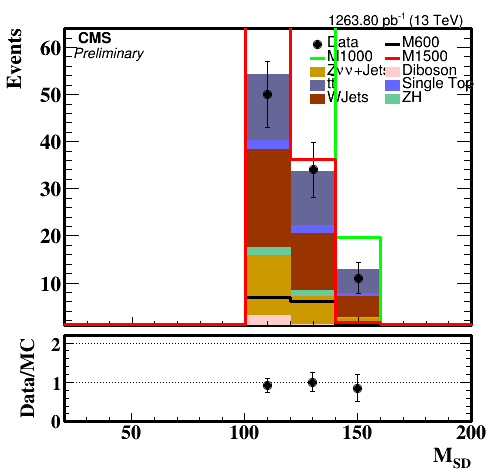 1263.80 pb⁻¹ (13 TeV)
CMS
Preliminary
Data
M600
M1000
M1500
Zνν+Jets
Diboson
tt
Single Top
WJets
ZH
Events
60
50
40
30
20
10
Data/MC
2
1
0
50
100
150
200
M_SD